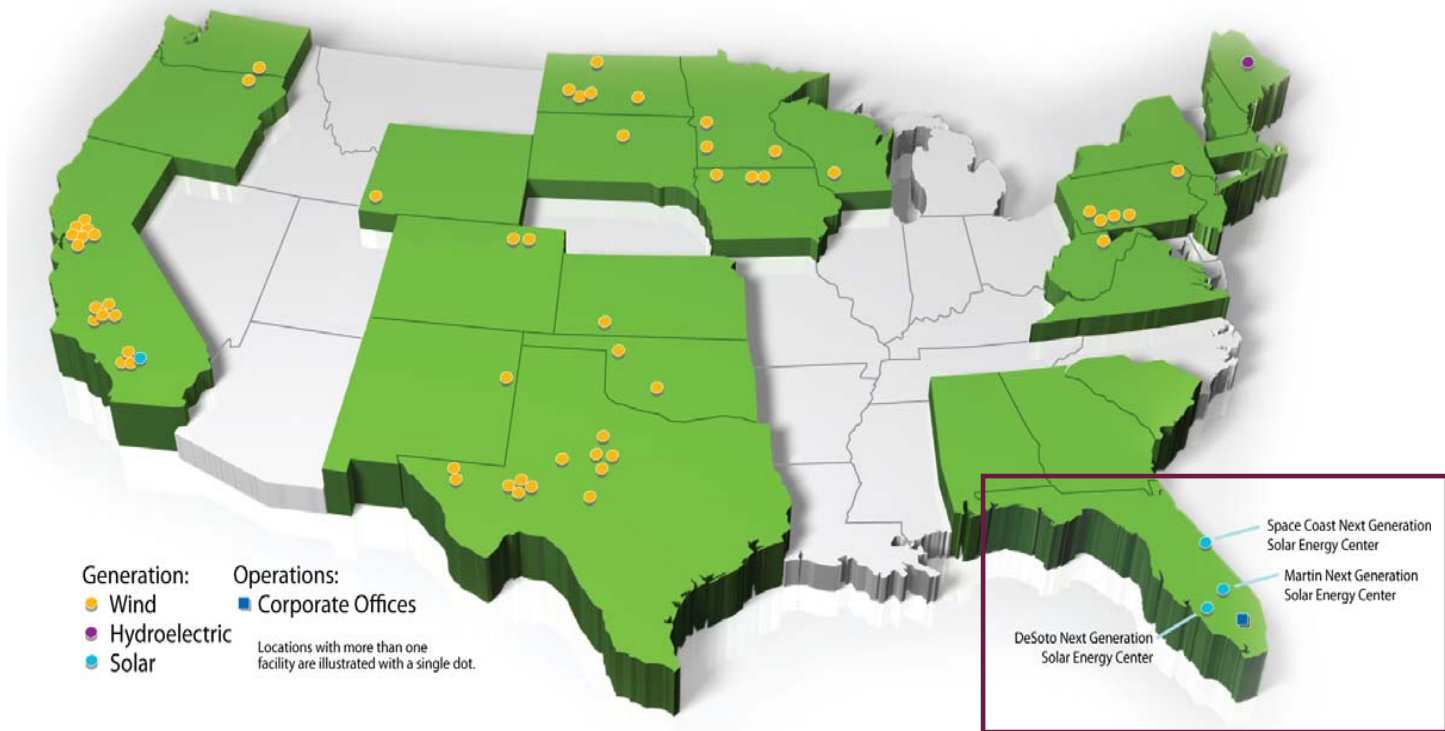 Space Coast Next Generation
Solar Energy Center
Martin Next Generation
Solar Energy Center
DeSoto Next Generation
Solar Energy Center
Generation:
Wind
Hydroelectric
Solar
Operations:
Corporate Offices
Locations with more than one
facility are illustrated with a single dot.